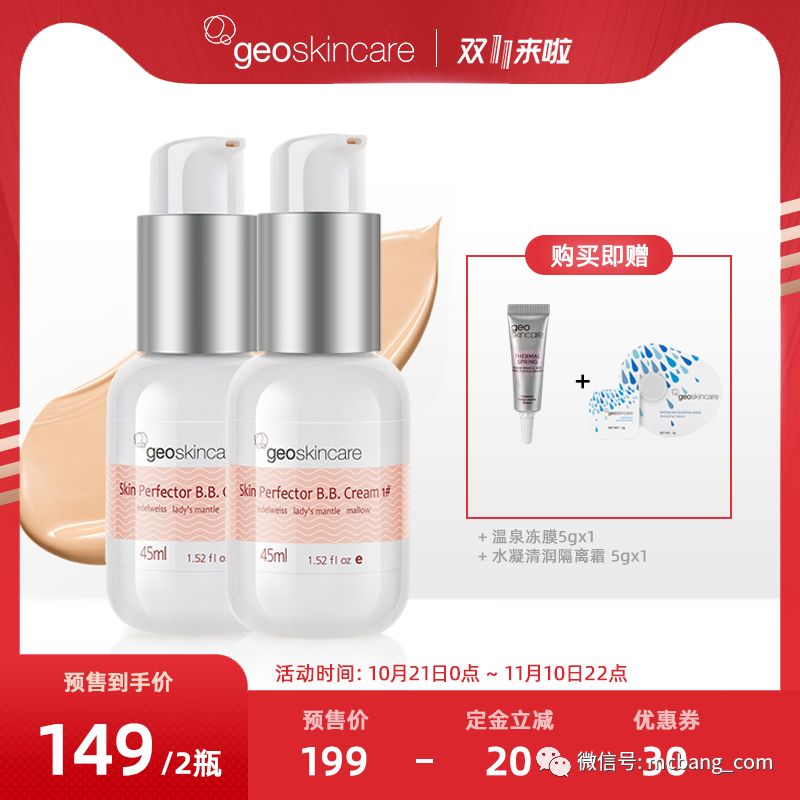 geoskincare 双11来啦
购买即赠
geo
skincare
THERMAL
SPRING
+
geoskincare
geoskincare
+ 温泉冻膜5gx1
+ 水凝清润隔离霜 5gx1
geoskincare
Skin Perfector B.B. C
edelweiss lady's mantle
45ml 1.52 fl oz
geoskincare
Skin Perfector B.B. Cream 1#
edelweiss lady's mantle mallow
45ml 1.52 fl oz e
活动时间: 10月21日0点 ~ 11月10日22点
预售到手价
149/2瓶
预售价 定金立减 优惠券
199 - 20 30
微信号: mcbang_com